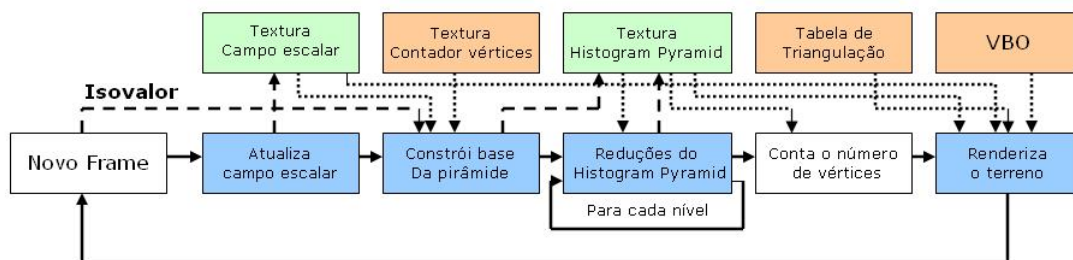 Textura
Campo escalar
Textura
Contador vértices
Textura
Histogram Pyramid
Tabela de
Triangulação
VBO
Isovalor
Novo Frame
Atualiza
campo escalar
Constrói base
Da pirâmide
Reduções do
Histogram Pyramid
Conta o número
de vértices
Renderiza
o terreno
Para cada nível